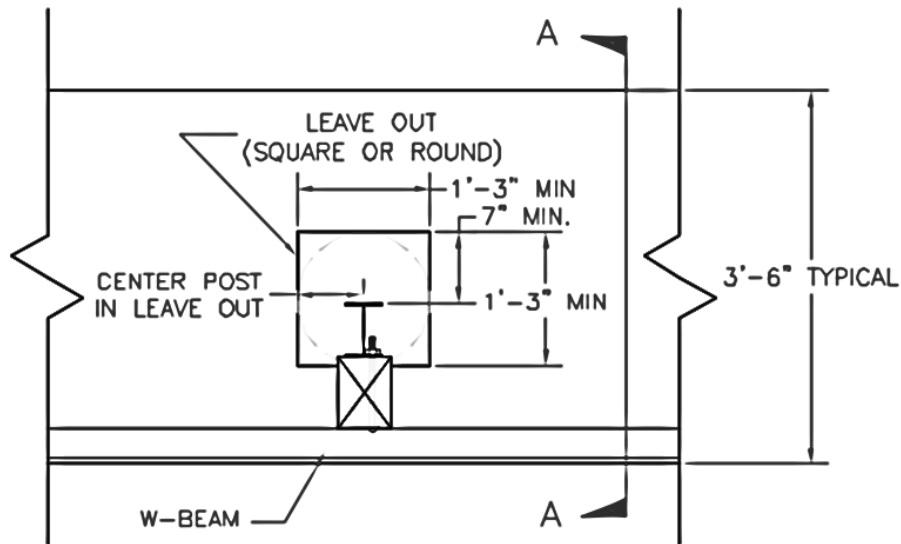 A
LEAVE OUT
(SQUARE OR ROUND)
1'-3" MIN
7" MIN.
CENTER POST
IN LEAVE OUT
1'-3" MIN
3'-6" TYPICAL
W-BEAM
A